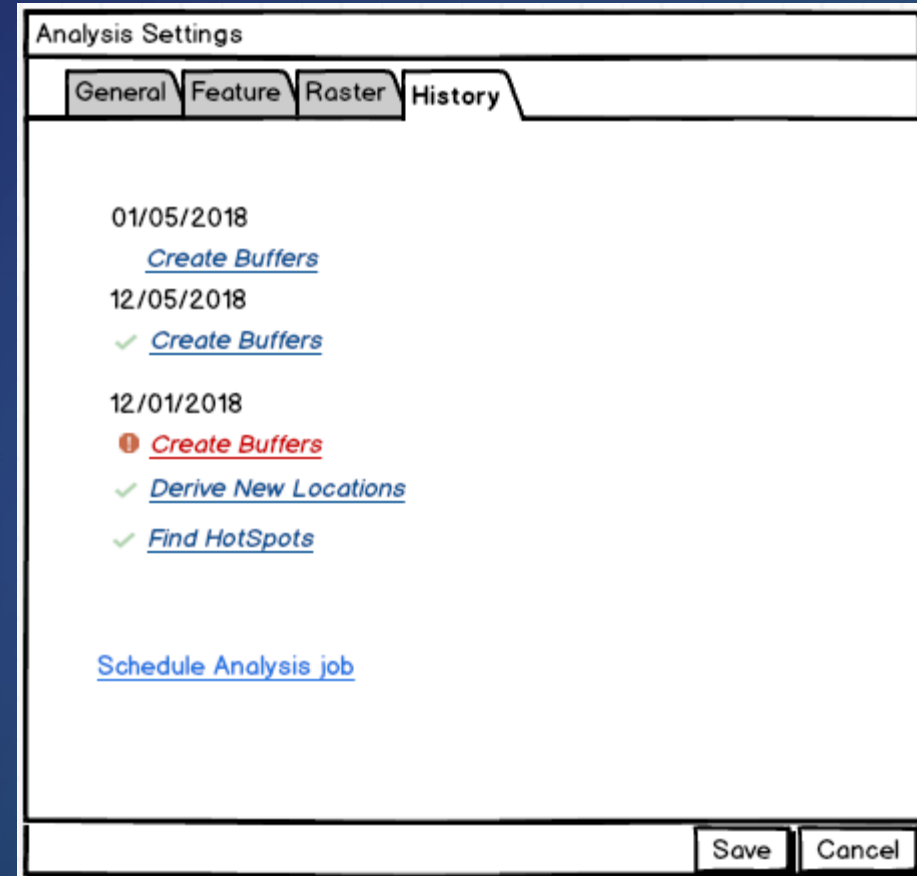 Analysis Settings
General Feature Raster History
01/05/2018
Create Buffers
12/05/2018
Create Buffers
12/01/2018
Create Buffers
Derive New Locations
Find HotSpots
Schedule Analysis job
Save Cancel